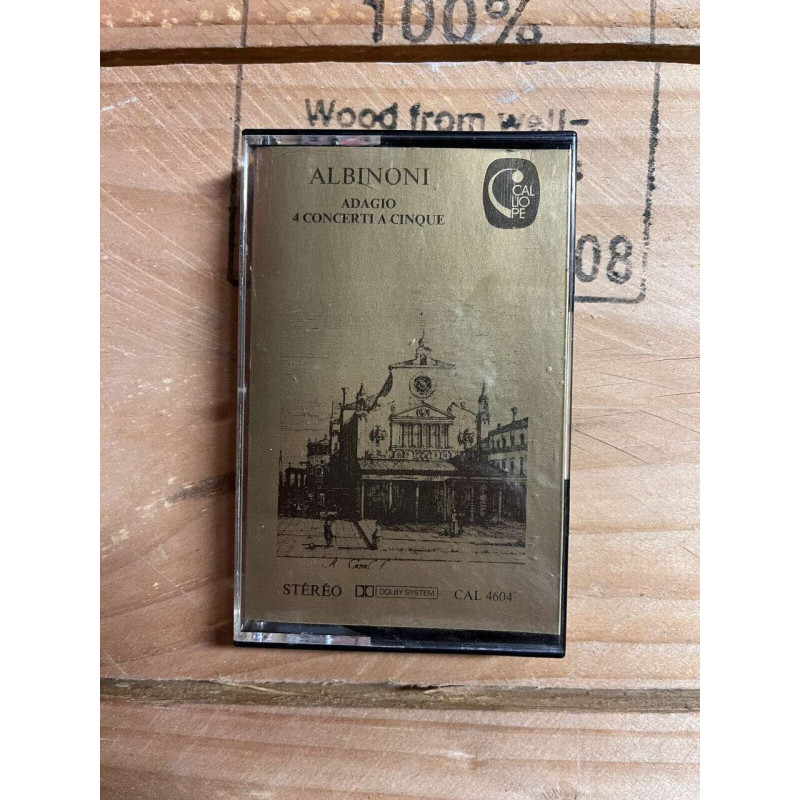 100%
Wood from well-
ALBINONI
ADAGIO
4 CONCERTI A CINQUE
CAL
LIO
PE
08
A Canal f
STÉRÉO DOLBY SYSTEM CAL 4604